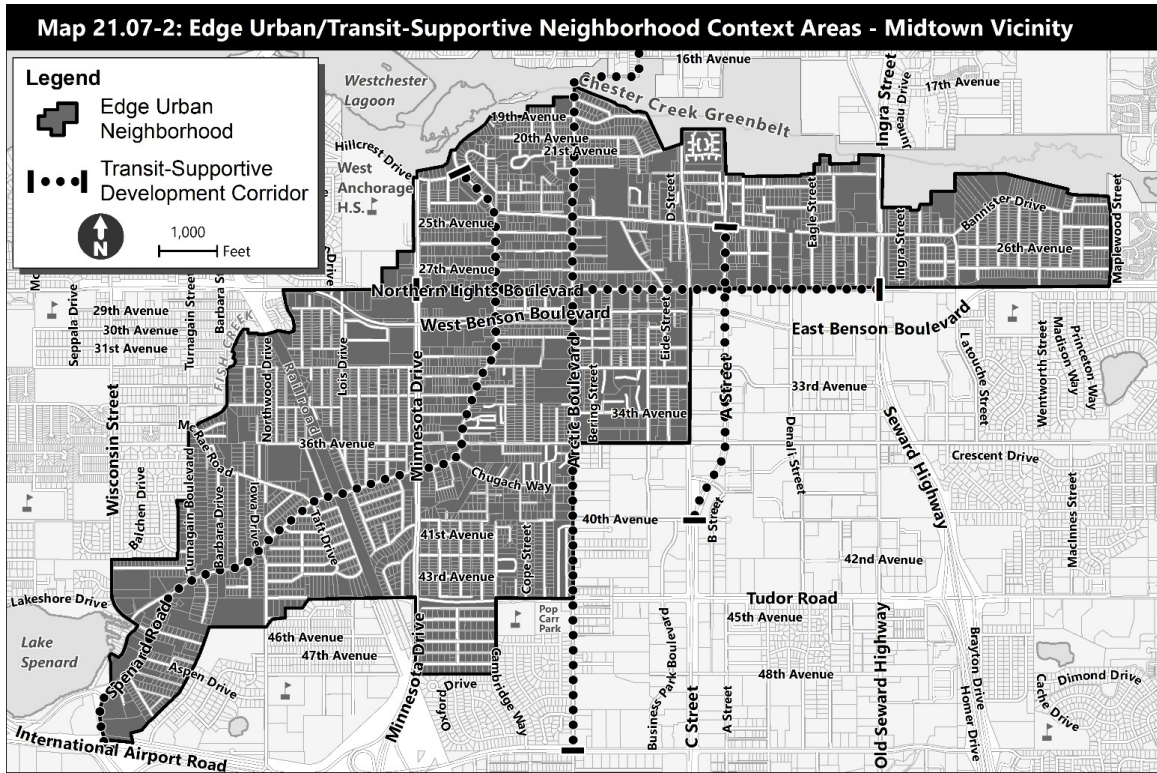 Map 21.07-2: Edge Urban/Transit-Supportive Neighborhood Context Areas - Midtown Vicinity
Legend
Edge Urban
Neighborhood
Transit-Supportive
Development Corridor
N
1,000
Feet
Westchester
Lagoon
16th Avenue
17th Avenue
Ingra Street
Chester Creek Greenbelt
19th Avenue
20th Avenue
21st Avenue
Hillcrest Drive
West
Anchorage
H.S.
D Street
Eagle Street
Ingra Street
Bannister Drive
Maplewood Street
25th Avenue
26th Avenue
27th Avenue
Drive
Northern Lights Boulevard
West Benson Boulevard
East Benson Boulevard
Seppala Drive
29th Avenue
30th Avenue
31st Avenue
Turnagain Street
Barbara S
FISH CREEK
Northwood Drive
Railroad
Lois Drive
Minnesota Drive
Arctic Boulevard
Bering Street
Eide Street
A Street
33rd Avenue
34th Avenue
Latouche Street
Wentworth Street
Madison Way
Princeton Way
Wisconsin Street
McRae Road
36th Avenue
Denali Street
Seward Highway
Crescent Drive
Balchen Drive
Turnagain Boulevard
Barbara Drive
Iowa Drive
Taft Drive
Chugach Way
40th Avenue
B Street
MacInnes Street
41st Avenue
42nd Avenue
43rd Avenue
Cope Street
Tudor Road
Lakeshore Drive
Lake
Spenard
Spenard Road
Aspen Drive
46th Avenue
47th Avenue
Pop
Carr
Park
45th Avenue
48th Avenue
Minnesota Drive
Oxford
Drive
Cambridge Way
Business Park Boulevard
C Street
A Street
Old Seward Highway
Brayton Drive
Homer Drive
Cache Drive
Dimond Drive
International Airport Road